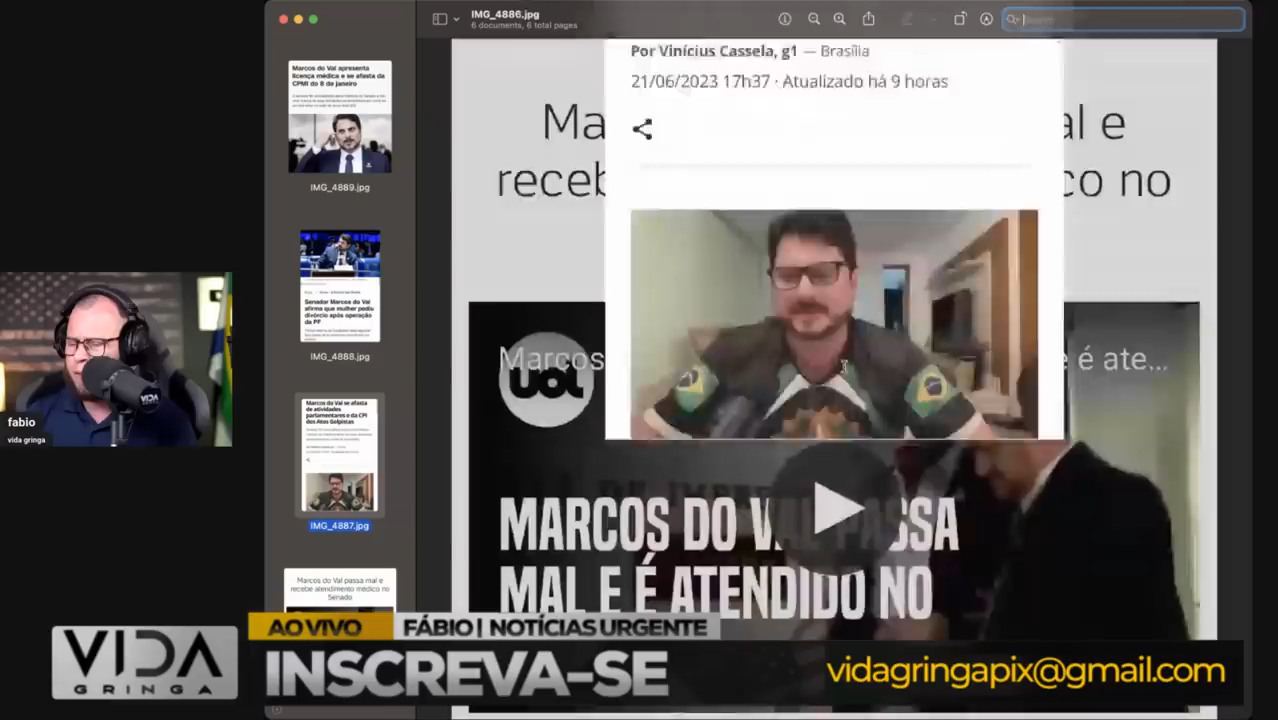 IMG_4886.jpg
6 documents, 6 total pages
Marcos do Val apresenta
licença médica e se afasta da
CPMI do 8 de janeiro
IMG_4889.jpg
Senador Marcos do Val
afirma que mulher pediu
divórcio após operação
da PF
IMG_4888.jpg
Marcos do Val se afasta
de atividades
parlamentares e da CPI
dos Atos Golpistas
IMG_4887.jpg
Marcos do Val passa mal e
recebe atendimento médico no
Senado
Por Vinícius Cassela, g1 — Brasília
21/06/2023 17h37 · Atualizado há 9 horas
Ma al e
receb co no
Marcos e é ate...
UOL
MARCOS DO VAL PASSA
MAL E É ATENDIDO NO
fabio
vida gringa
VIDA
GRINGA
AO VIVO FÁBIO | NOTÍCIAS URGENTE
INSCREVA-SE
vidagringapix@gmail.com